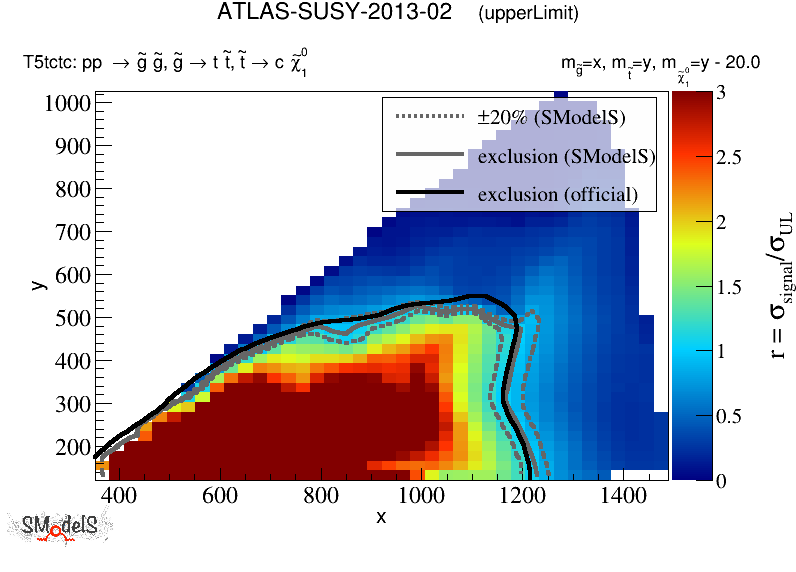 ATLAS-SUSY-2013-02 (upperLimit)
T5tctc: pp → g̃ g̃, g̃ → t t̃, t̃ → c χ̃⁰₁
m_g̃=x, m_t̃=y, m_χ̃⁰₁=y - 20.0
±20% (SModelS)
exclusion (SModelS)
exclusion (official)
1000
900
800
700
600
500
400
300
200
y
400 600 800 1000 1200 1400
x
3
2.5
2
1.5
1
0.5
0
r = σ_signal/σ_UL
SModelS